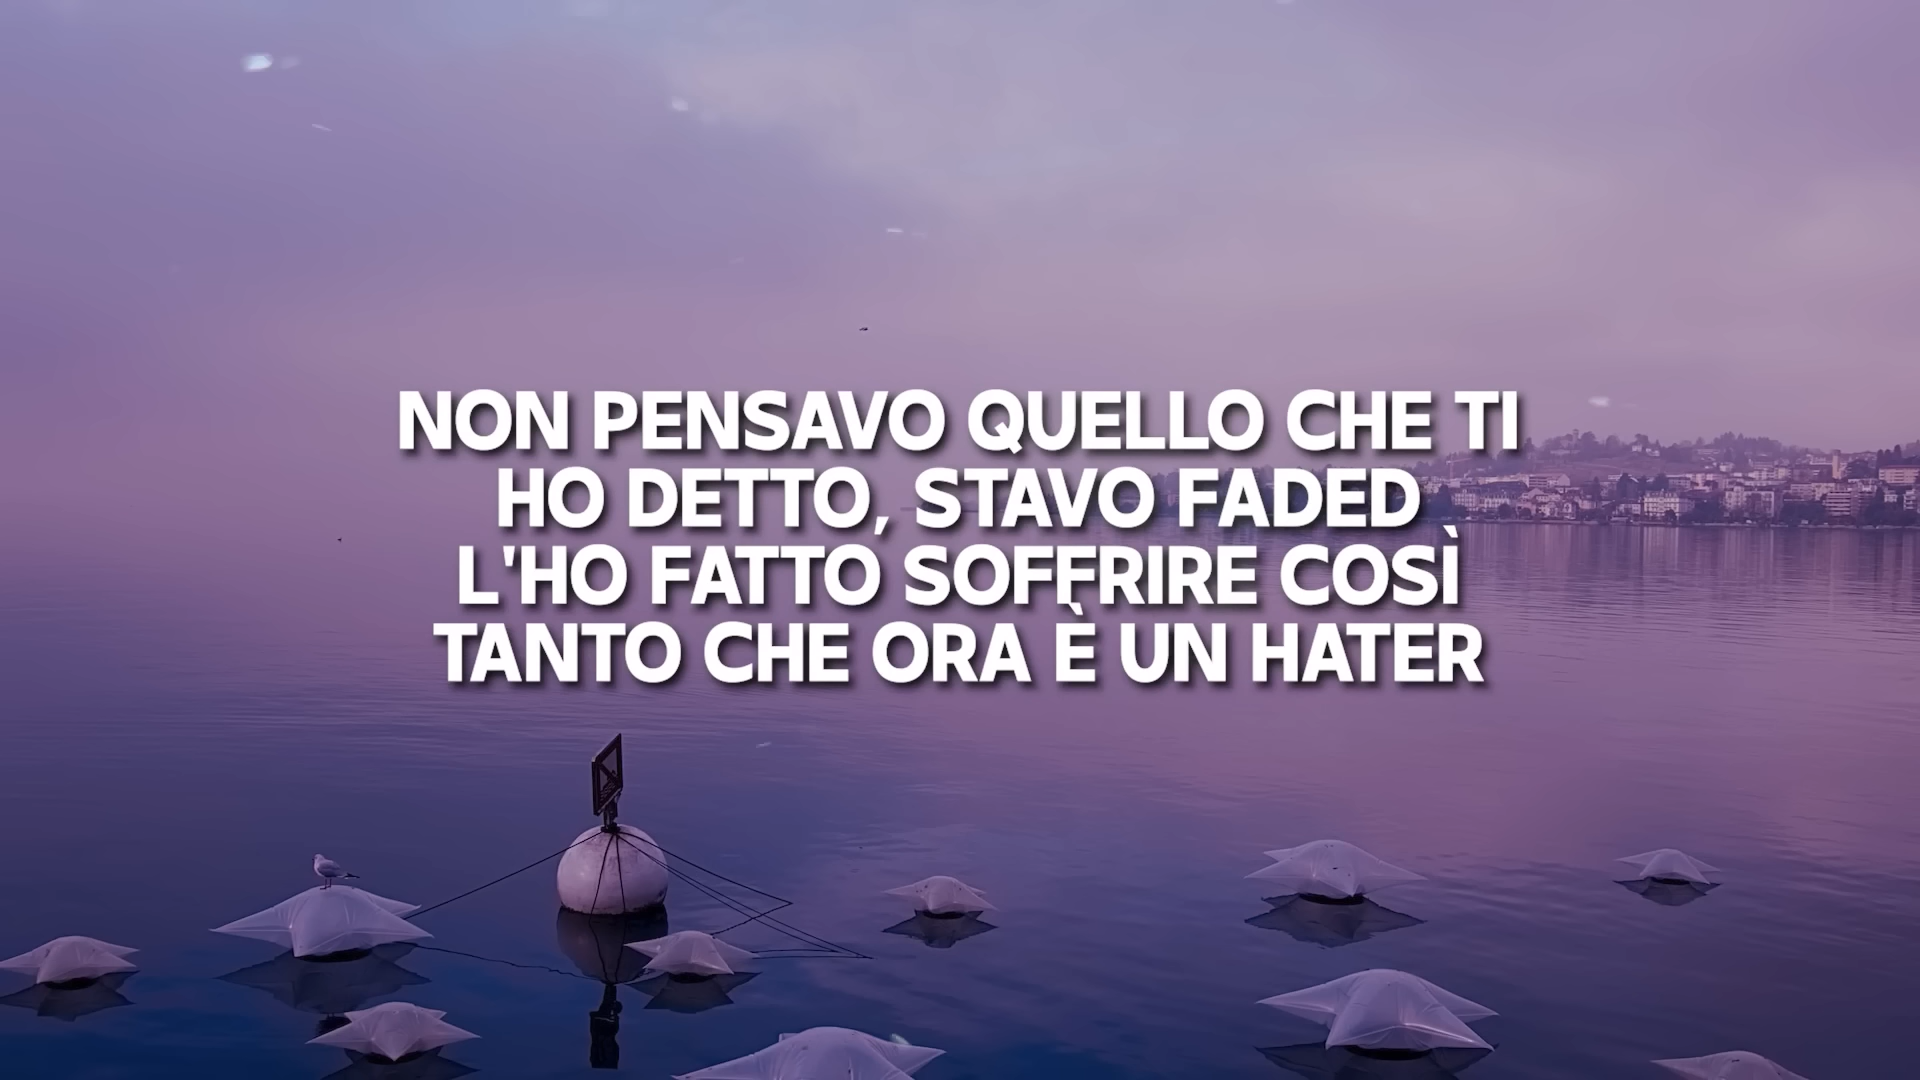 NON PENSAVO QUELLO CHE TI
HO DETTO, STAVO FADED
L'HO FATTO SOFFRIRE COSÌ
TANTO CHE ORA È UN HATER